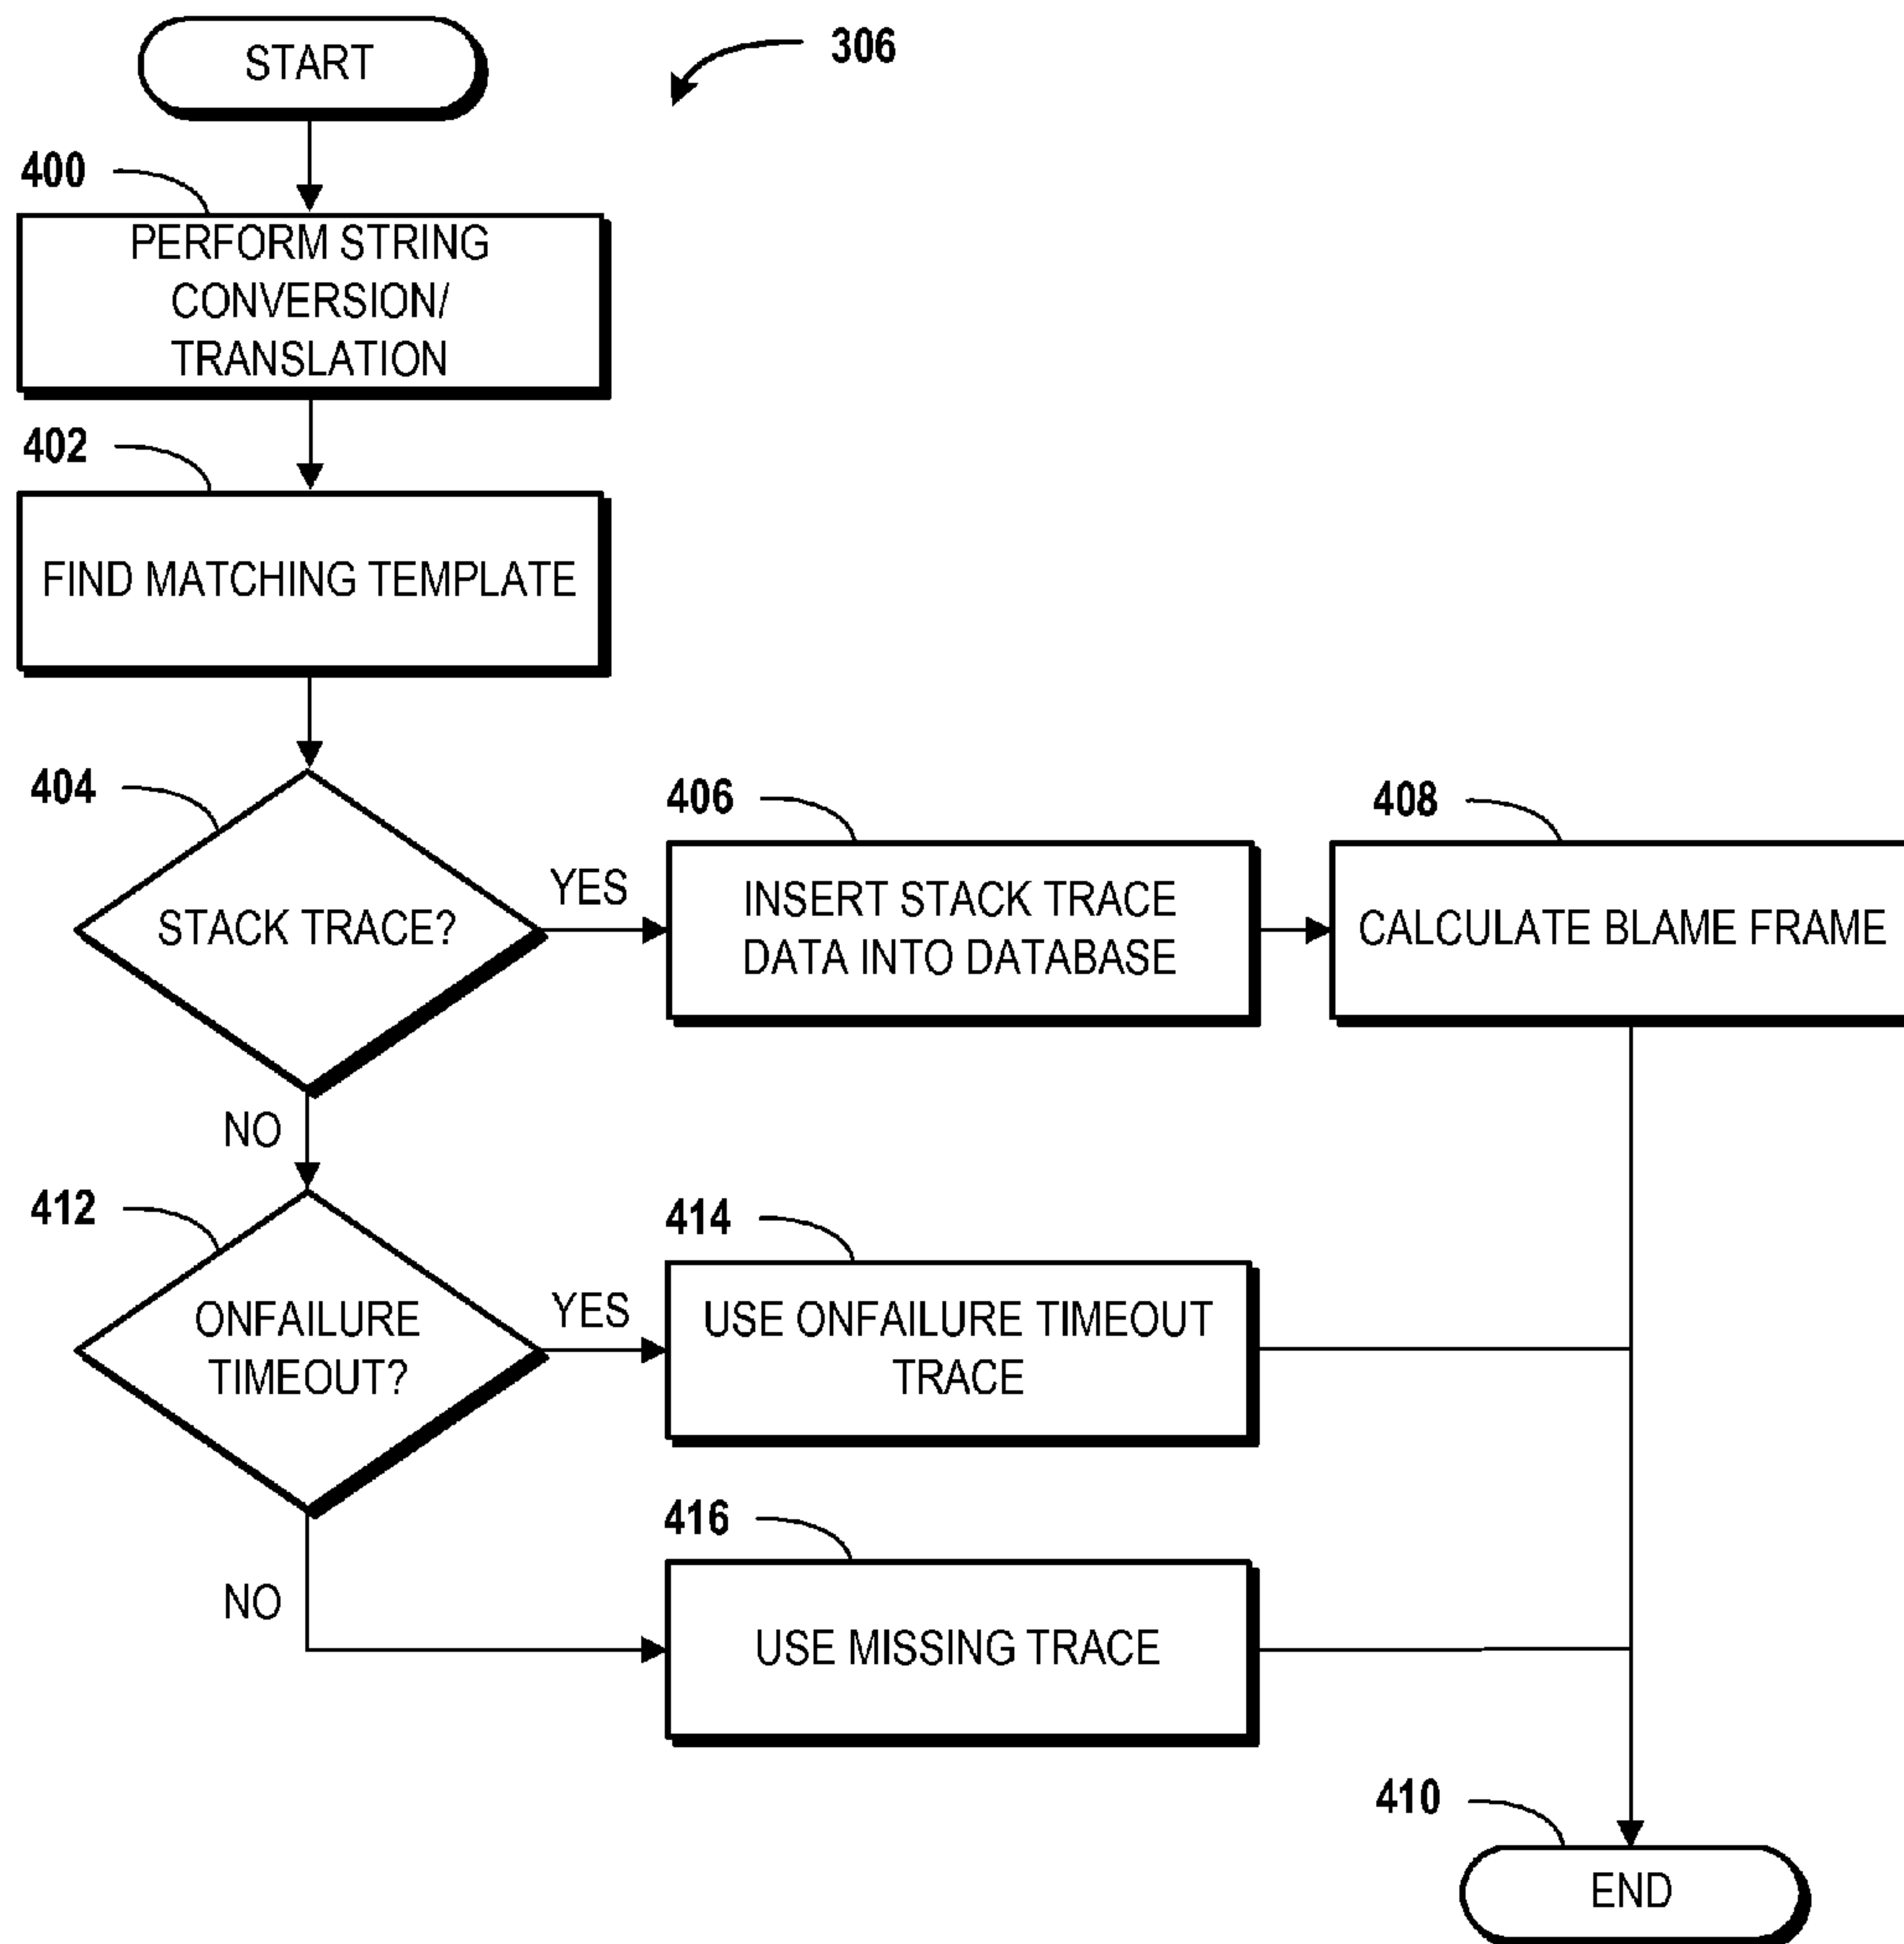 START
306
400
PERFORM STRING
CONVERSION/
TRANSLATION
402
FIND MATCHING TEMPLATE
404
STACK TRACE?
YES
406
INSERT STACK TRACE
DATA INTO DATABASE
408
CALCULATE BLAME FRAME
NO
412
ONFAILURE
TIMEOUT?
YES
414
USE ONFAILURE TIMEOUT
TRACE
NO
416
USE MISSING TRACE
410
END